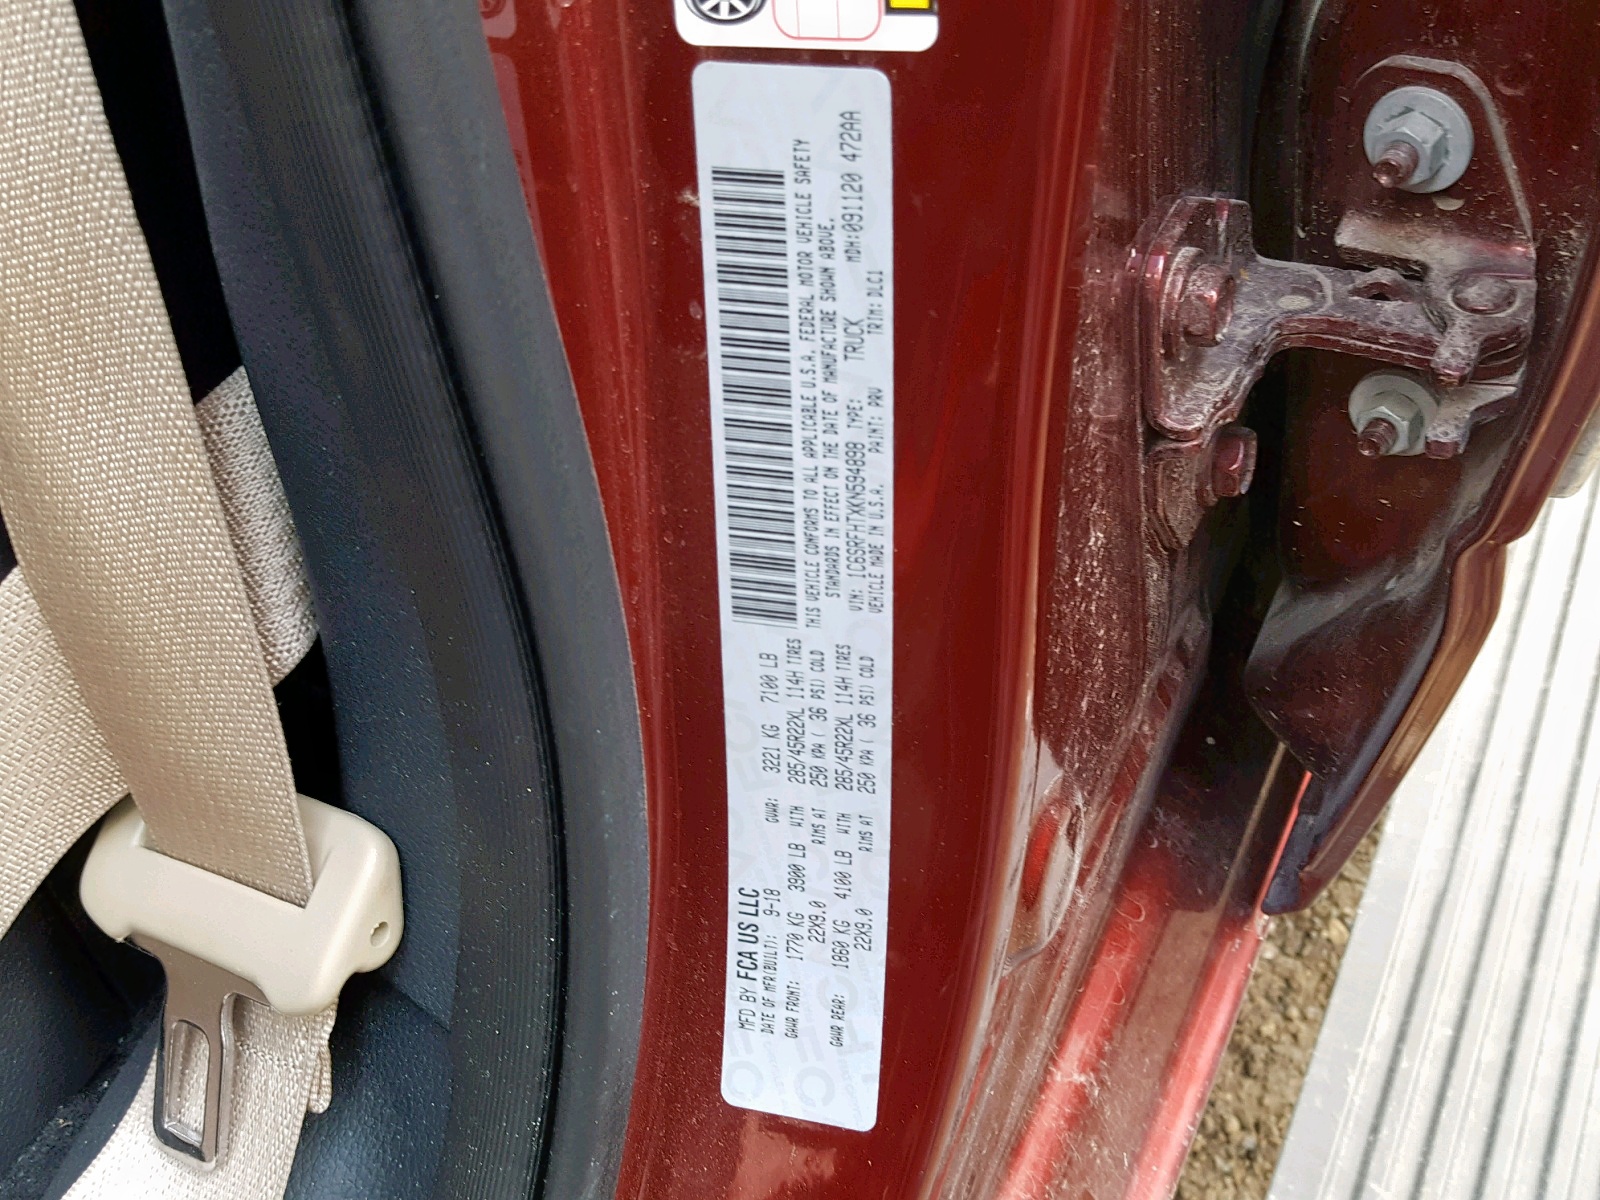 MFD BY FCA US LLC
DATE OF MFR(BUILT): 9-18 GVWR: 3221 KG 7100 LB
GAWR FRONT: 1770 KG 3900 LB WITH 285/45R22XL 114H TIRES
22X9.0 RIMS AT 250 KPA ( 36 PSI) COLD
GAWR REAR: 1860 KG 4100 LB WITH 285/45R22XL 114H TIRES
22X9.0 RIMS AT 250 KPA ( 36 PSI) COLD
THIS VEHICLE CONFORMS TO ALL APPLICABLE U.S.A. FEDERAL MOTOR VEHICLE SAFETY
STANDARDS IN EFFECT ON THE DATE OF MANUFACTURE SHOWN ABOVE.
VIN: 1C6SRFHTXKN594898 TYPE: TRUCK MDH:091120 472AA
VEHICLE MADE IN U.S.A. PAINT: PRV TRIM: DLC1